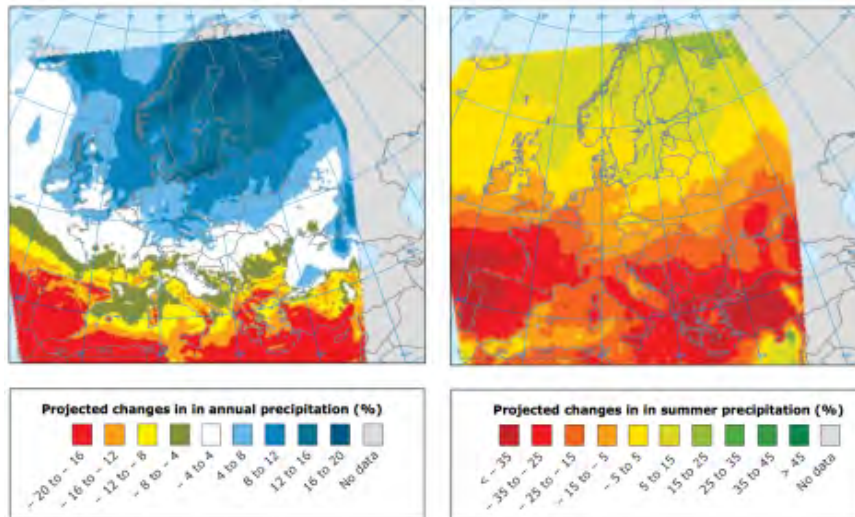 Projected changes in in annual precipitation (%)
– 20 to – 16
– 16 to – 12
– 12 to – 8
– 8 to – 4
– 4 to 4
4 to 8
8 to 12
12 to 16
16 to 20
No data
Projected changes in in summer precipitation (%)
< – 35
– 35 to – 25
– 25 to – 15
– 15 to – 5
– 5 to 5
5 to 15
15 to 25
25 to 35
35 to 45
> 45
No data